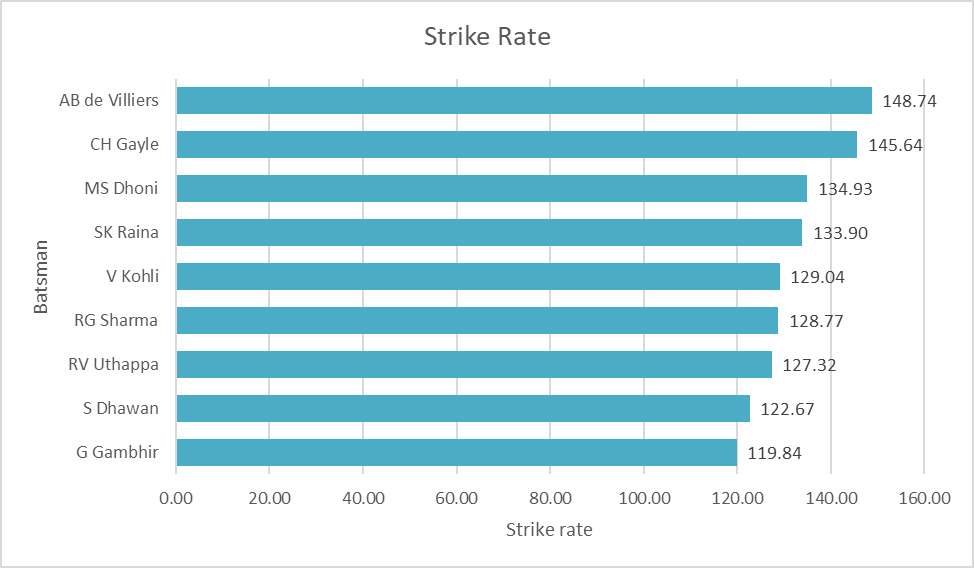 Strike Rate
Batsman
AB de Villiers 148.74
CH Gayle 145.64
MS Dhoni 134.93
SK Raina 133.90
V Kohli 129.04
RG Sharma 128.77
RV Uthappa 127.32
S Dhawan 122.67
G Gambhir 119.84
0.00 20.00 40.00 60.00 80.00 100.00 120.00 140.00 160.00
Strike rate